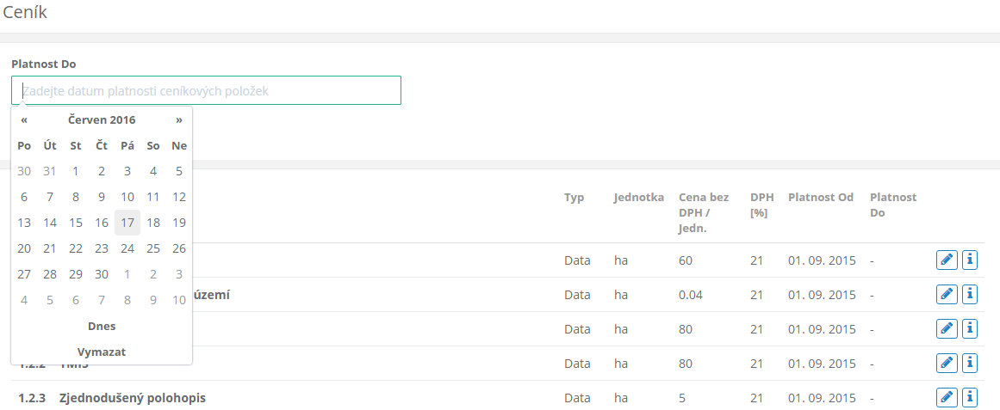 Ceník
Platnost Do
Zadejte datum platnosti ceníkových položek
« Červen 2016 »
Po Út St Čt Pá So Ne
30 31 1 2 3 4 5
6 7 8 9 10 11 12
13 14 15 16 17 18 19
20 21 22 23 24 25 26
27 28 29 30 1 2 3
4 5 6 7 8 9 10
Dnes
Vymazat
Typ Jednotka Cena bez DPH / Jedn. DPH [%] Platnost Od Platnost Do
Data ha 60 21 01. 09. 2015 -
území Data ha 0.04 21 01. 09. 2015 -
Data ha 80 21 01. 09. 2015 -
1.2.2 TMIS Data ha 80 21 01. 09. 2015 -
1.2.3 Zjednodušený polohopis Data ha 5 21 01. 09. 2015 -